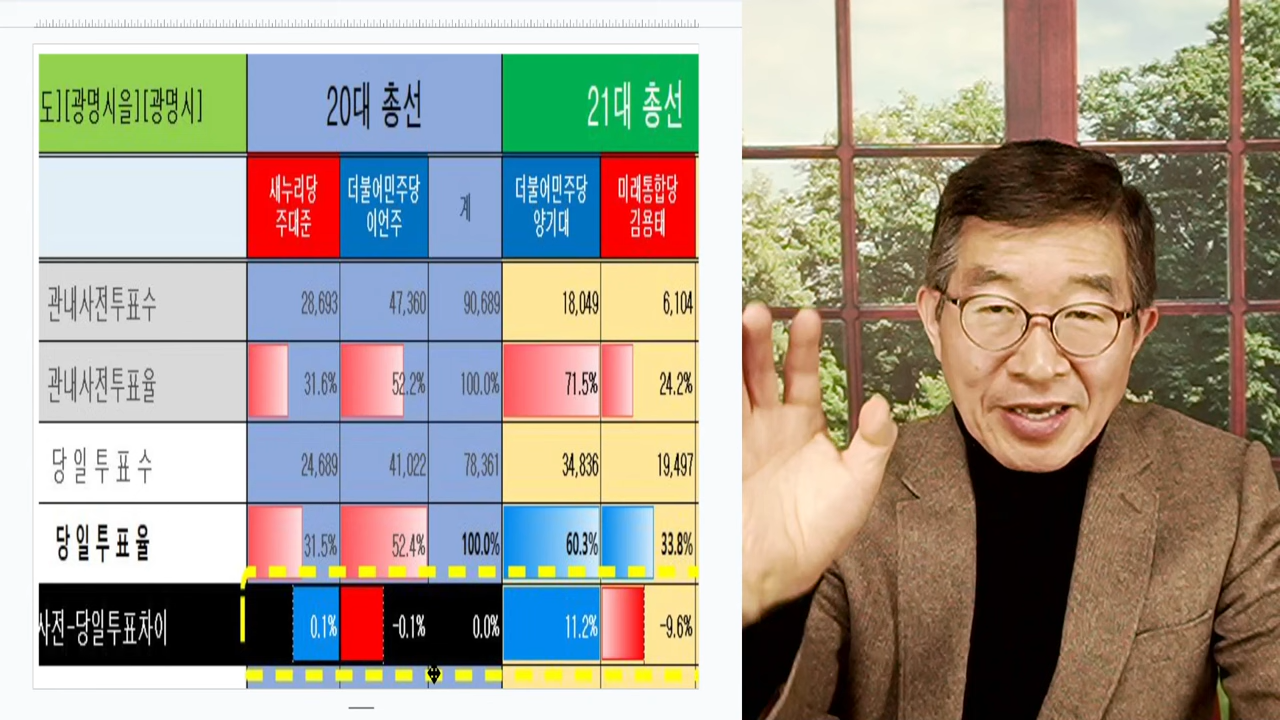 도][광명시을][광명시]
20대 총선
21대 총선
새누리당
주대준
더불어민주당
이언주
계
더불어민주당
양기대
미래통합당
김용태
관내사전투표수
28,693
47,360
90,689
18,049
6,104
관내사전투표율
31.6%
52.2%
100.0%
71.5%
24.2%
당일투표수
24,689
41,022
78,361
34,836
19,497
당일투표율
31.5%
52.4%
100.0%
60.3%
33.8%
사전-당일투표차이
0.1%
-0.1%
0.0%
11.2%
-9.6%